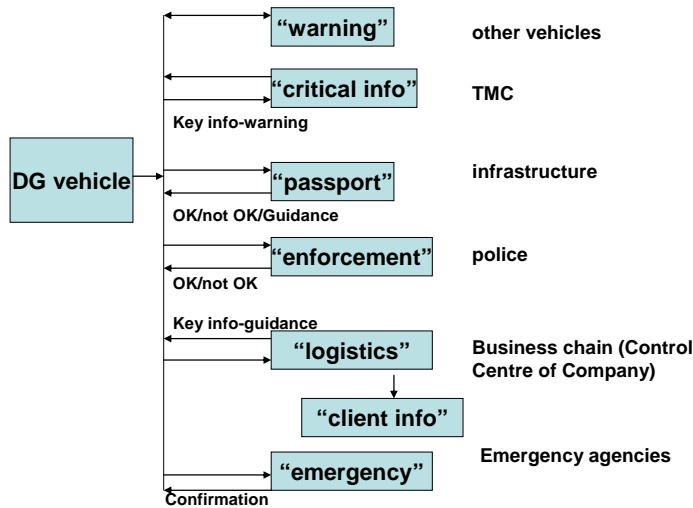 “warning”
other vehicles
“critical info”
TMC
Key info-warning
DG vehicle
“passport”
infrastructure
OK/not OK/Guidance
“enforcement”
police
OK/not OK
Key info-guidance
“logistics”
Business chain (Control
Centre of Company)
“client info”
Emergency agencies
“emergency”
Confirmation